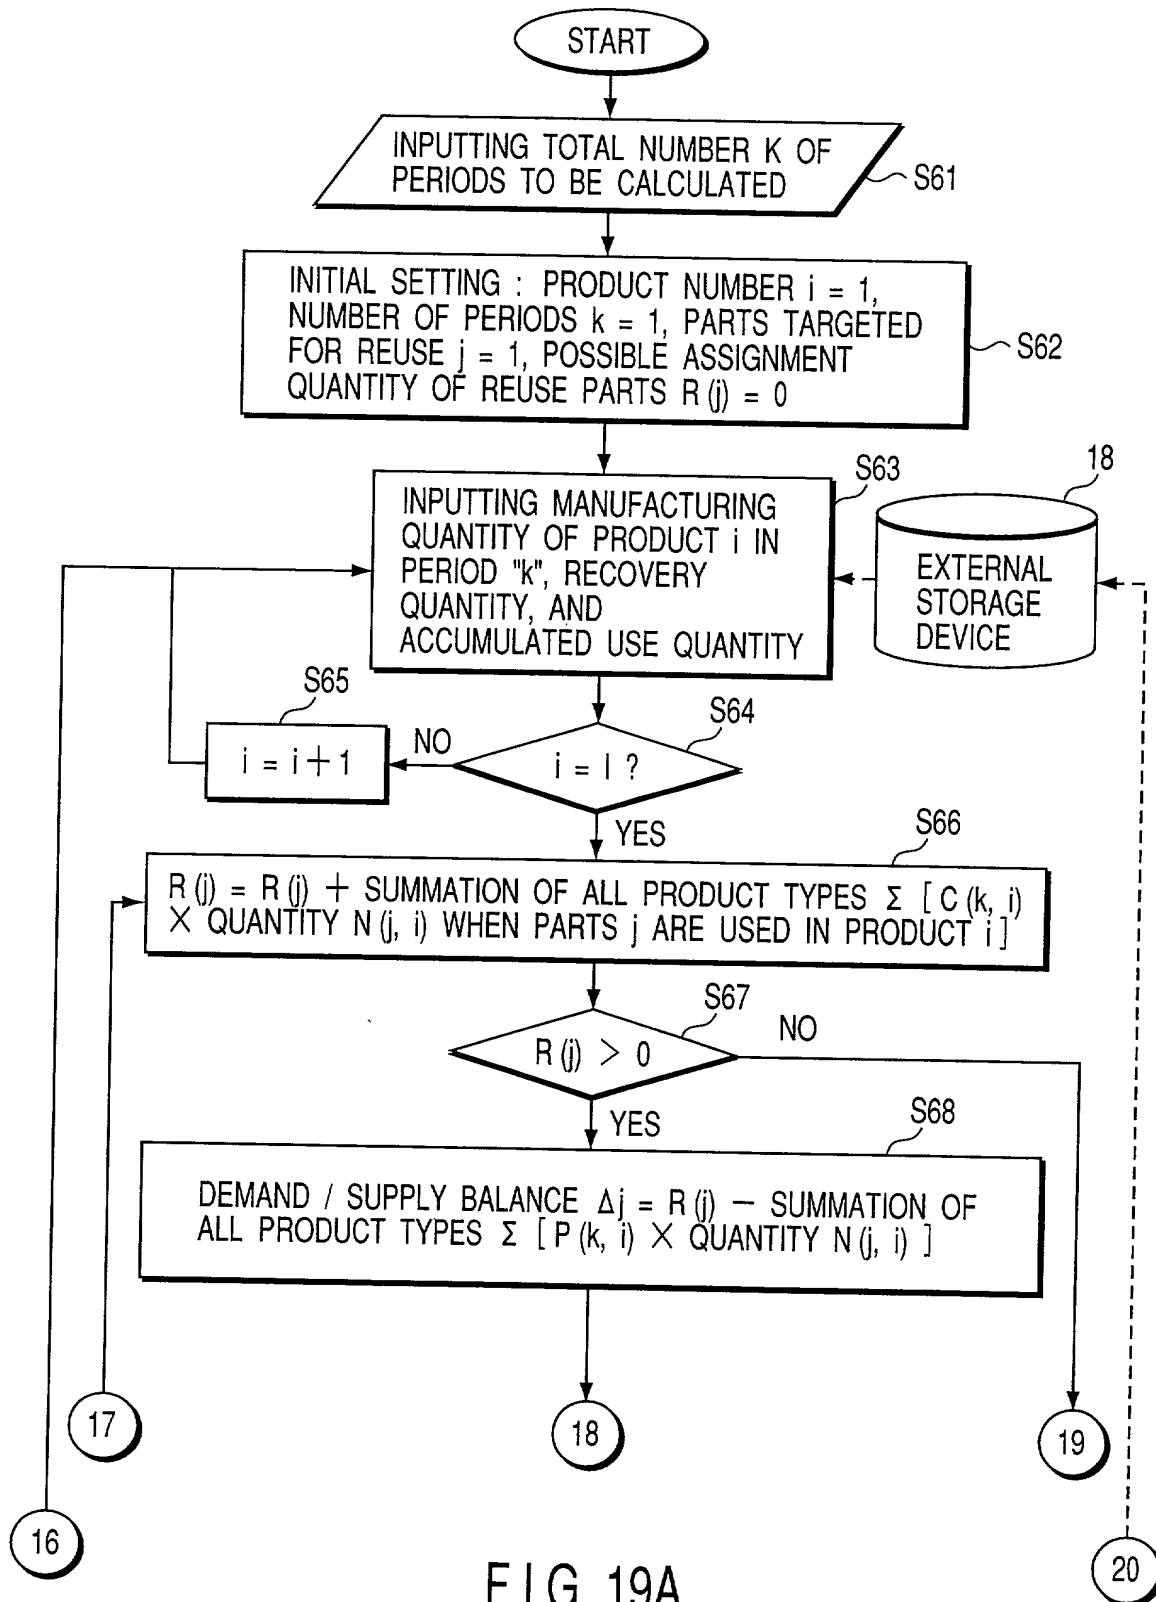 START
INPUTTING TOTAL NUMBER K OF
PERIODS TO BE CALCULATED
S61
INITIAL SETTING : PRODUCT NUMBER i = 1,
NUMBER OF PERIODS k = 1, PARTS TARGETED
FOR REUSE j = 1, POSSIBLE ASSIGNMENT
QUANTITY OF REUSE PARTS R (j) = 0
S62
S63
18
INPUTTING MANUFACTURING
QUANTITY OF PRODUCT i IN
PERIOD "k", RECOVERY
QUANTITY, AND
ACCUMULATED USE QUANTITY
EXTERNAL
STORAGE
DEVICE
S65
S64
i = i + 1
NO
i = I ?
YES
S66
R (j) = R (j) + SUMMATION OF ALL PRODUCT TYPES Σ [ C (k, i)
× QUANTITY N (j, i) WHEN PARTS j ARE USED IN PRODUCT i ]
S67
R (j) > 0
NO
YES
S68
DEMAND / SUPPLY BALANCE Δj = R (j) − SUMMATION OF
ALL PRODUCT TYPES Σ [ P (k, i) × QUANTITY N (j, i) ]
17
18
19
16
20
FIG. 19A